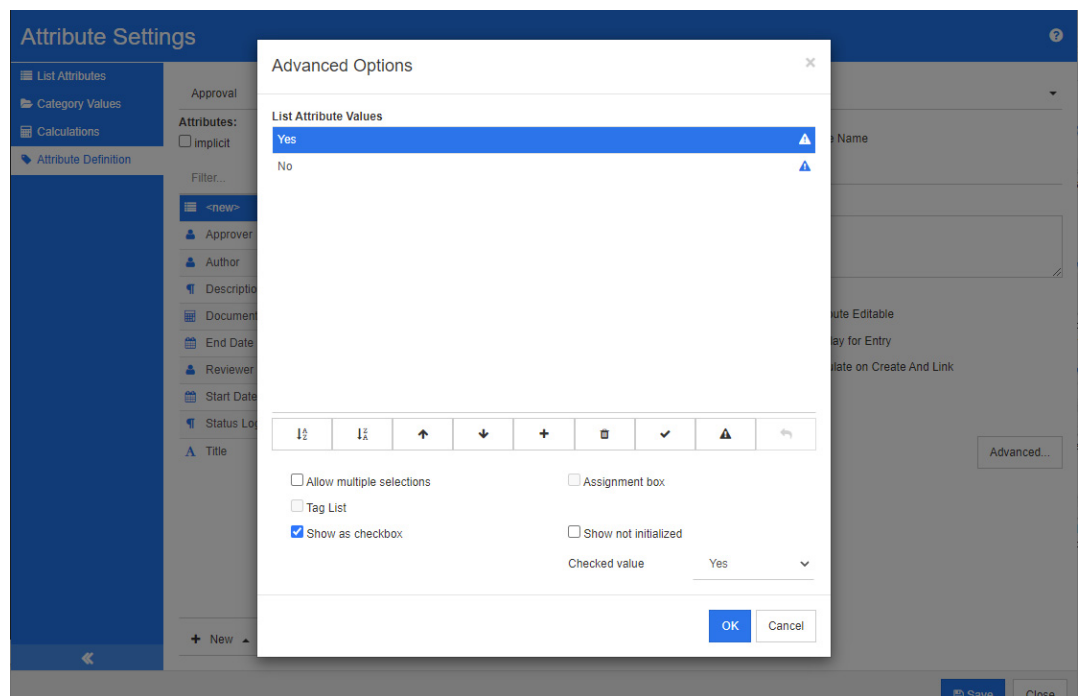 Attribute Settings
List Attributes
Category Values
Calculations
Attribute Definition
Approval
Attributes:
implicit
Filter...
<new>
Approver
Author
Descriptio
Document
End Date
Reviewer
Start Date
Status Log
Title
New
Advanced Options
List Attribute Values
Yes
No
Allow multiple selections
Assignment box
Tag List
Show as checkbox
Show not initialized
Checked value
Yes
OK
Cancel
Name
ute Editable
lay for Entry
ulate on Create And Link
Advanced...
Save
Close